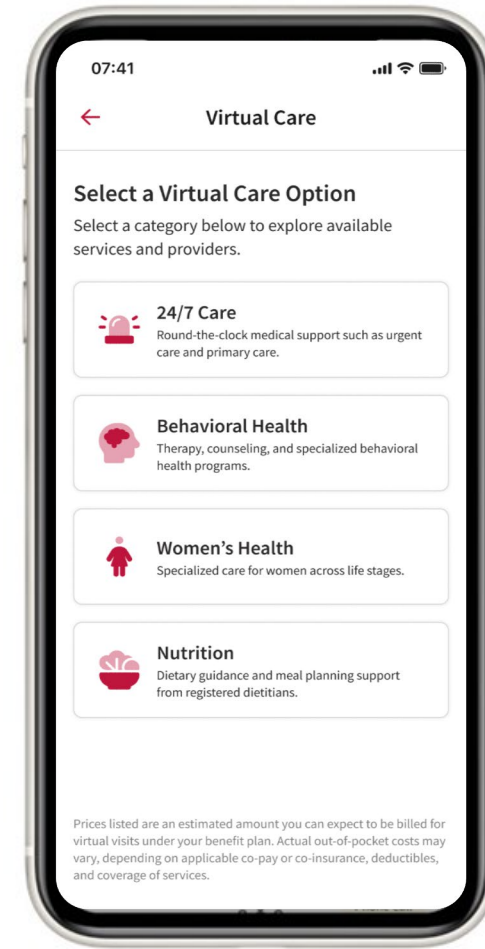 07:41
Virtual Care
Select a Virtual Care Option
Select a category below to explore available
services and providers.
24/7 Care
Round-the-clock medical support such as urgent
care and primary care.
Behavioral Health
Therapy, counseling, and specialized behavioral
health programs.
Women’s Health
Specialized care for women across life stages.
Nutrition
Dietary guidance and meal planning support
from registered dietitians.
Prices listed are an estimated amount you can expect to be billed for
virtual visits under your benefit plan. Actual out-of-pocket costs may
vary, depending on applicable co-pay or co-insurance, deductibles,
and coverage of services.